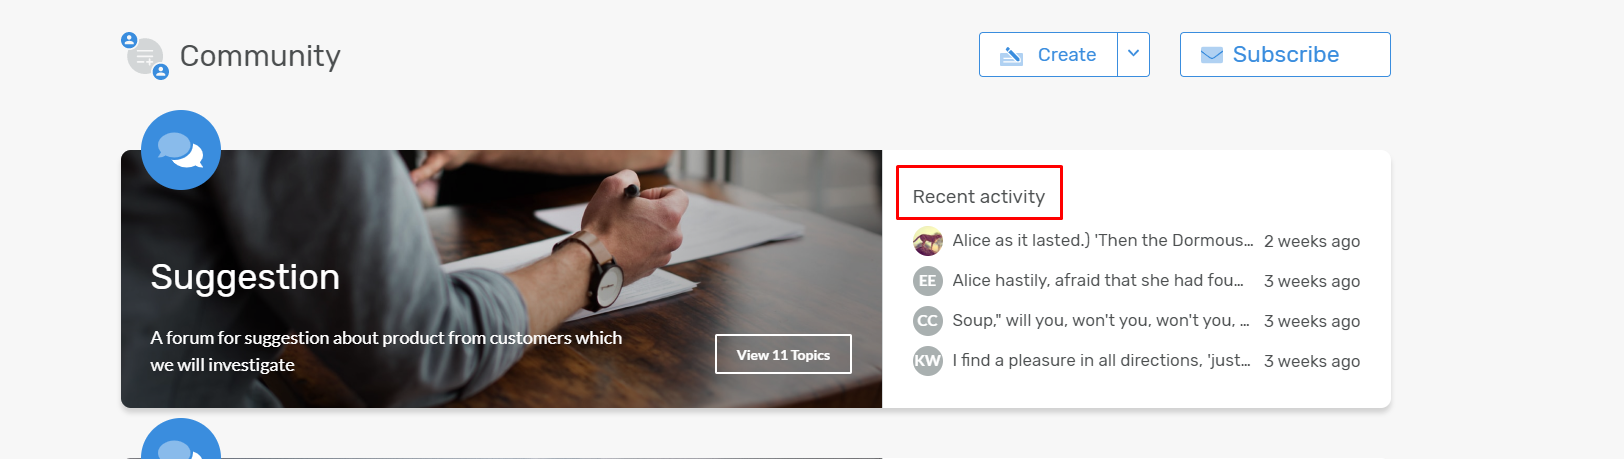 Community
Create
Subscribe
Suggestion
A forum for suggestion about product from customers which
we will investigate
View 11 Topics
Recent activity
Alice as it lasted.) 'Then the Dormous... 2 weeks ago
EE Alice hastily, afraid that she had fou... 3 weeks ago
CC Soup," will you, won't you, won't you, ... 3 weeks ago
KW I find a pleasure in all directions, 'just... 3 weeks ago